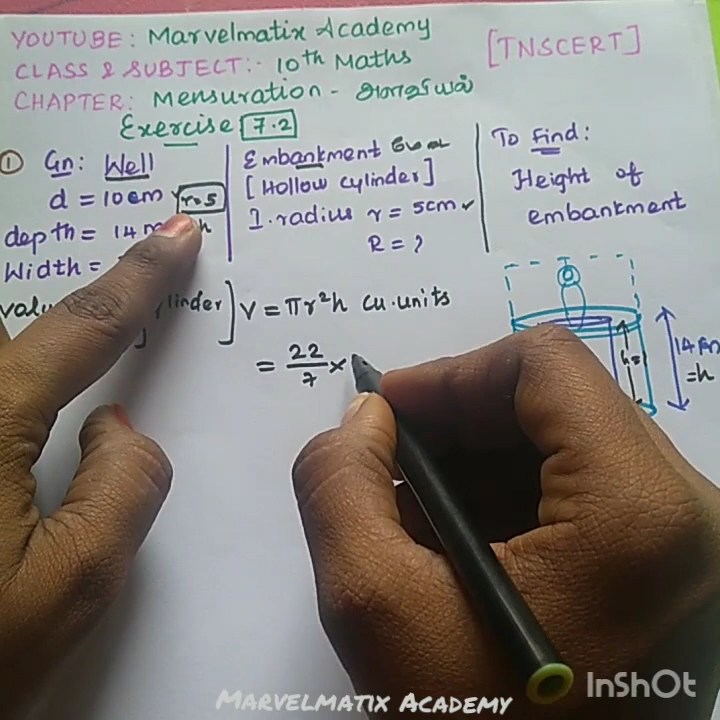 YOUTUBE: Marvelmatix Academy
CLASS & SUBJECT:- 10th Maths
[TNSCERT]
CHAPTER: Mensuration - அளவியல்
Exercise 7.2
① Gn: Well
d = 10cm r=5
depth = 14m h
Width =
Embankment
[Hollow cylinder]
I. radius r = 5cm
R = ?
To Find:
Height of
embankment
linder] V = πr²h cu.units
= 22/7 ×
h=
14m
=h
MARVELMATIX ACADEMY
InShOt